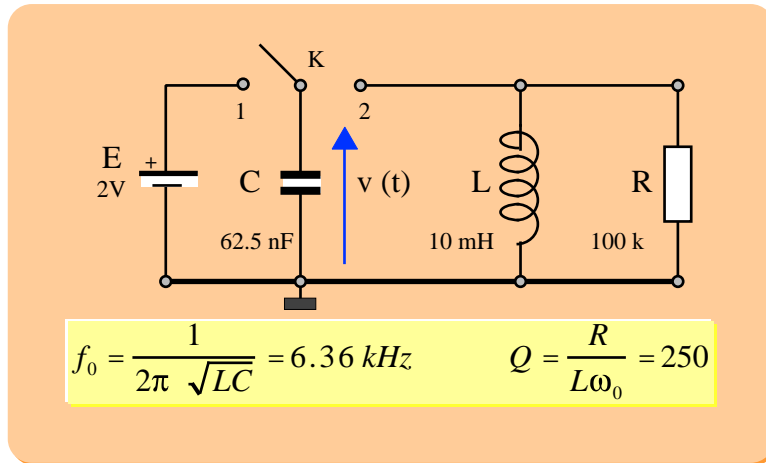 K
1
2
E
+
2V
C
v (t)
L
R
62.5 nF
10 mH
100 k
f₀ = 1 / (2π √LC) = 6.36 kHz
Q = R / (Lω₀) = 250